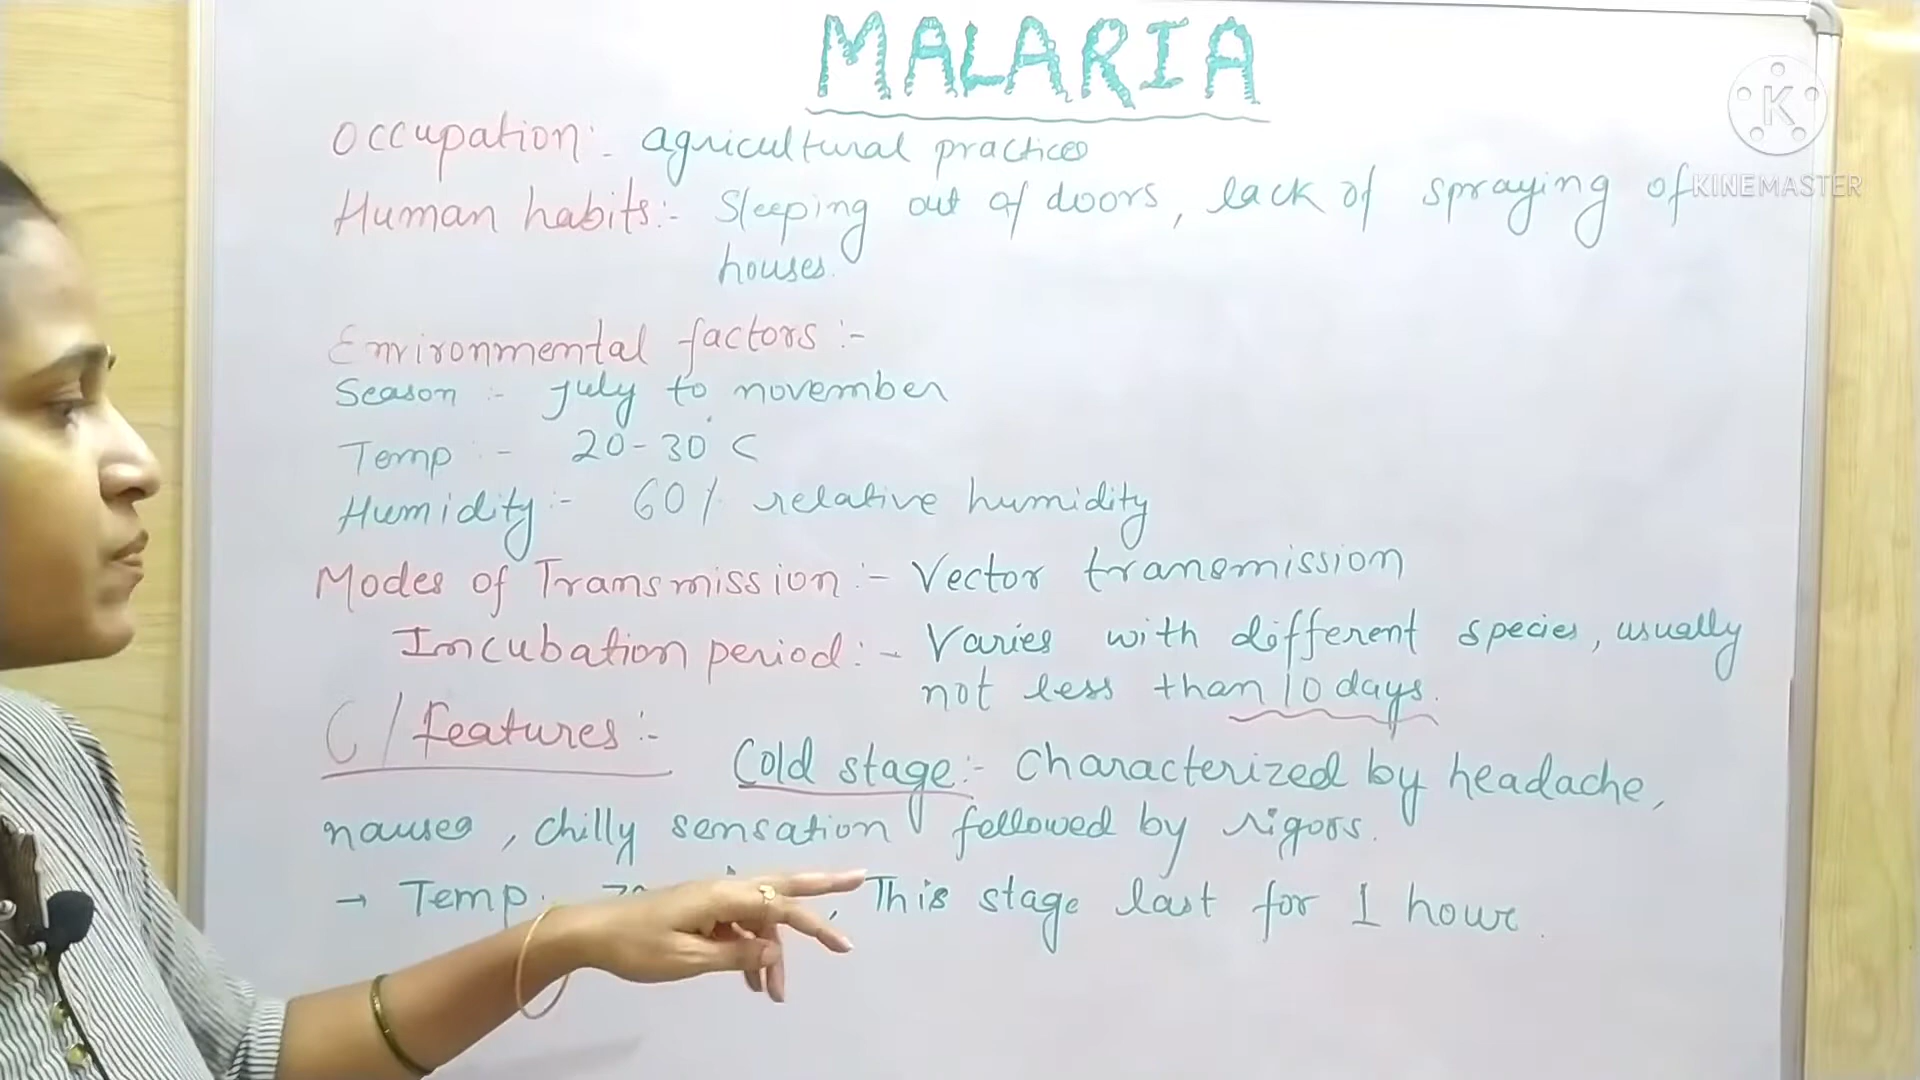 MALARIA
Occupation:- agricultural practices
Human habits:- Sleeping out of doors, lack of spraying of
houses.
Environmental factors :-
Season :- July to november
Temp :- 20-30°C
Humidity:- 60% relative humidity
Modes of Transmission:- Vector transmission
Incubation period:- Varies with different species, usually
not less than 10 days.
C/Features:-
Cold stage:- Characterized by headache,
nausea, chilly sensation followed by rigors.
→ Temp: , This stage last for 1 hour.
K
KINEMASTER